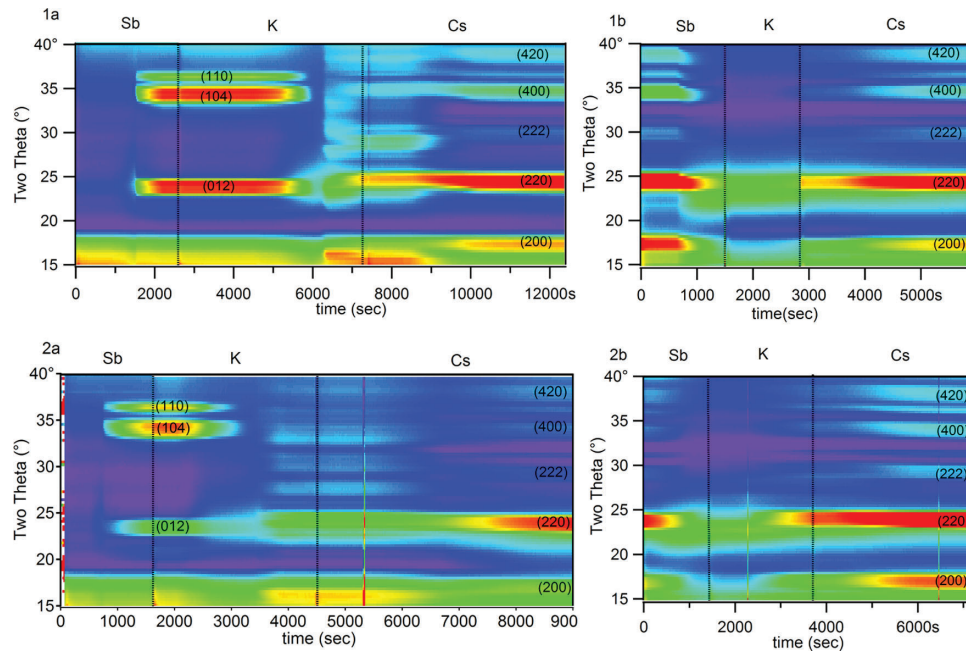 1a
Sb K Cs
40°
35
30
25
20
15
Two Theta (°)
(110)
(104)
(012)
(420)
(400)
(222)
(220)
(200)
0 2000 4000 6000 8000 10000 12000s
time (sec)
1b
Sb K Cs
40°
35
30
25
20
15
Two Theta (°)
(420)
(400)
(222)
(220)
(200)
0 1000 2000 3000 4000 5000s
time(sec)
2a
Sb K Cs
40°
35
30
25
20
15
Two Theta (°)
(110)
(104)
(012)
(420)
(400)
(222)
(220)
(200)
0 1000 2000 3000 4000 5000 6000 7000 8000 900
time (sec)
2b
Sb K Cs
40°
35
30
25
20
15
Two Theta (°)
(420)
(400)
(222)
(220)
(200)
0 2000 4000 6000s
time (sec)